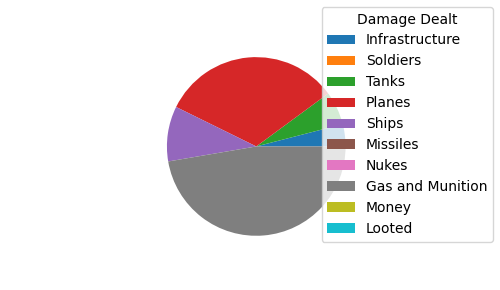 Damage Dealt
Infrastructure
Soldiers
Tanks
Planes
Ships
Missiles
Nukes
Gas and Munition
Money
Looted